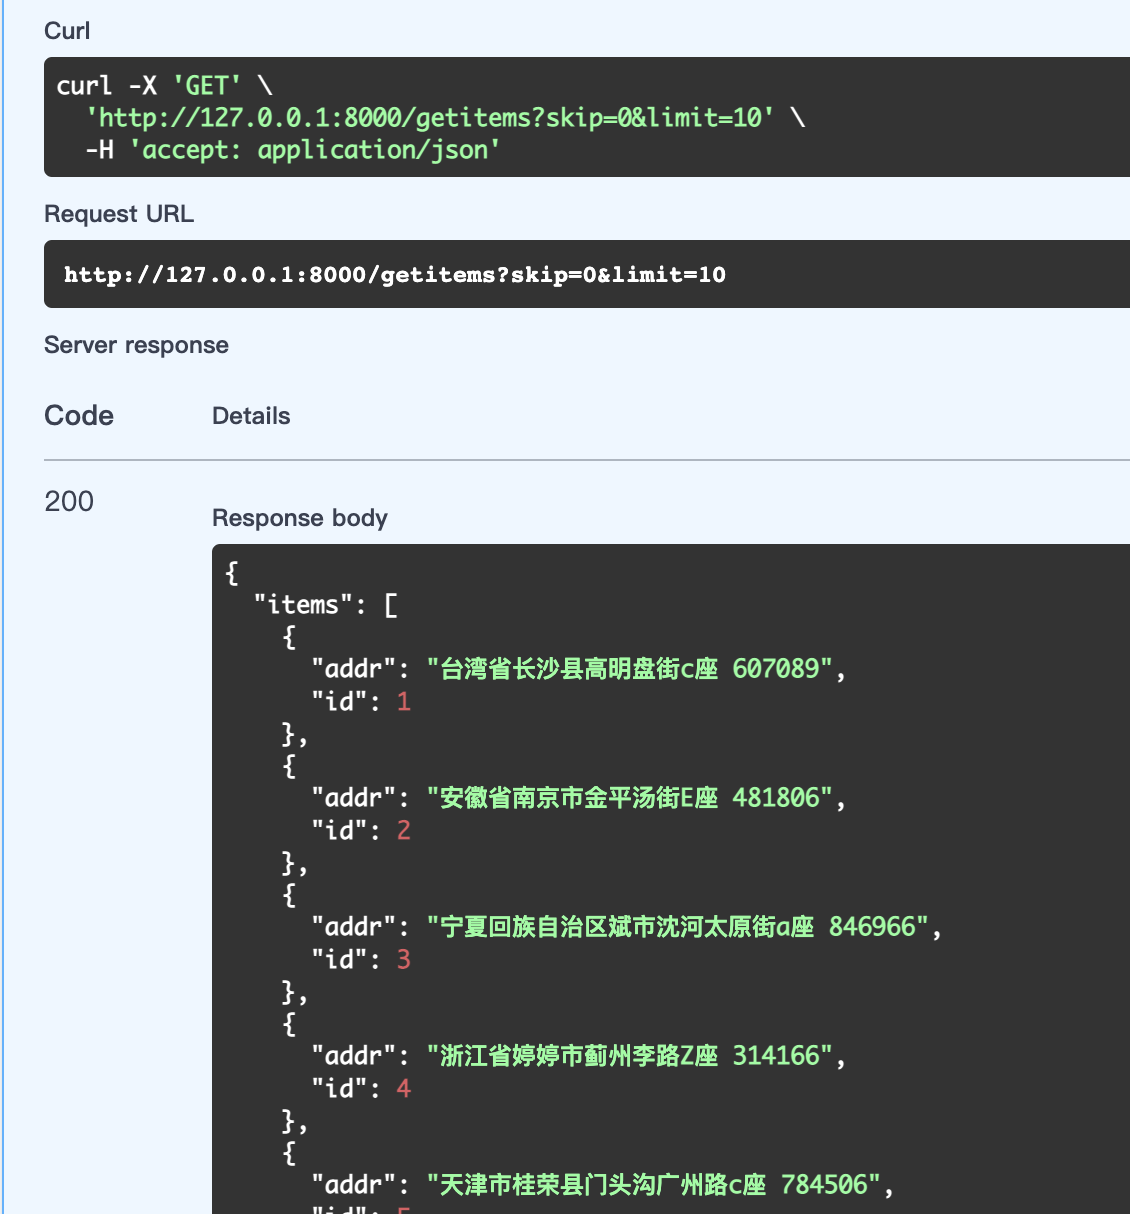 Curl
curl -X 'GET' \
'http://127.0.0.1:8000/getitems?skip=0&limit=10' \
-H 'accept: application/json'
Request URL
http://127.0.0.1:8000/getitems?skip=0&limit=10
Server response
Code Details
200
Response body
{
"items": [
{
"addr": "台湾省长沙县高明盘街c座 607089",
"id": 1
},
{
"addr": "安徽省南京市金平汤街E座 481806",
"id": 2
},
{
"addr": "宁夏回族自治区斌市沈河太原街a座 846966",
"id": 3
},
{
"addr": "浙江省婷婷市蓟州李路Z座 314166",
"id": 4
},
{
"addr": "天津市桂荣县门头沟广州路c座 784506",
"id": 5